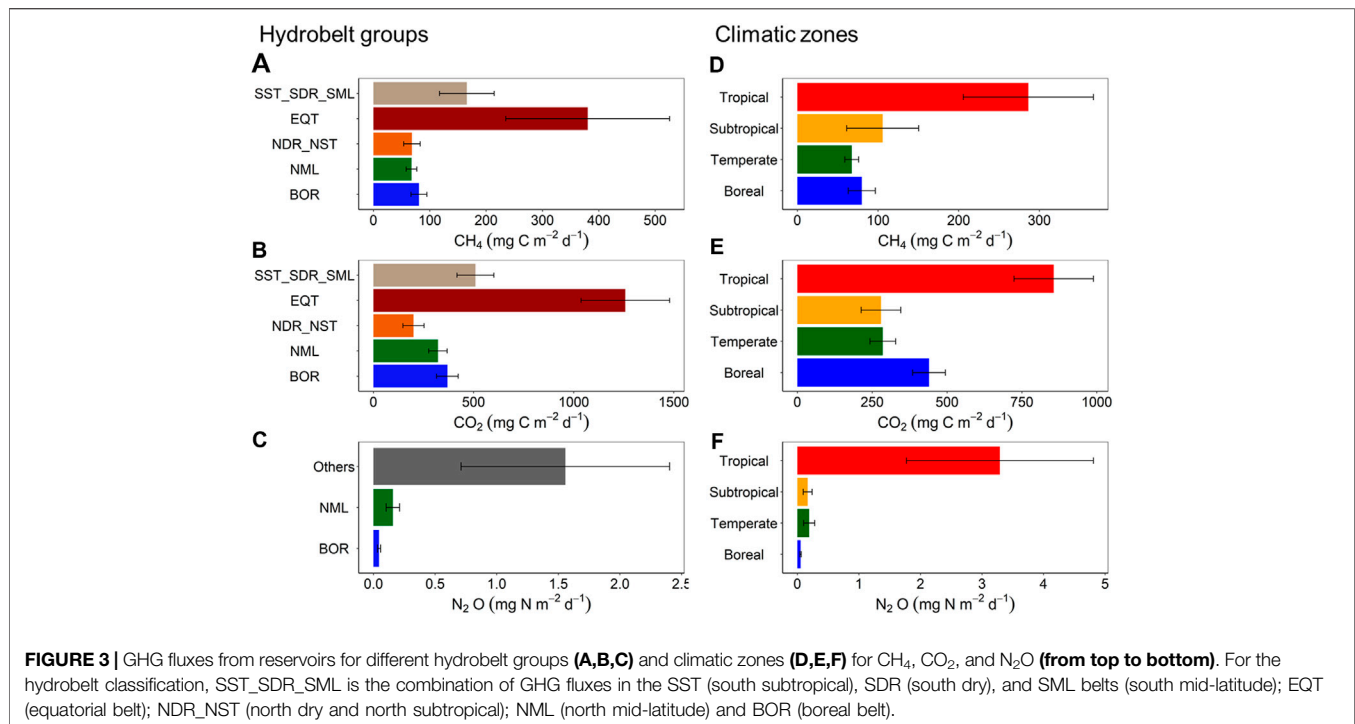 Hydrobelt groups
Climatic zones
A
SST_SDR_SML
EQT
NDR_NST
NML
BOR
0 100 200 300 400 500
CH₄ (mg C m⁻² d⁻¹)
B
SST_SDR_SML
EQT
NDR_NST
NML
BOR
0 500 1000 1500
CO₂ (mg C m⁻² d⁻¹)
C
Others
NML
BOR
0.0 0.5 1.0 1.5 2.0 2.5
N₂ O (mg N m⁻² d⁻¹)
D
Tropical
Subtropical
Temperate
Boreal
0 100 200 300
CH₄ (mg C m⁻² d⁻¹)
E
Tropical
Subtropical
Temperate
Boreal
0 250 500 750 1000
CO₂ (mg C m⁻² d⁻¹)
F
Tropical
Subtropical
Temperate
Boreal
0 1 2 3 4 5
N₂ O (mg N m⁻² d⁻¹)
FIGURE 3 | GHG fluxes from reservoirs for different hydrobelt groups (A,B,C) and climatic zones (D,E,F) for CH₄, CO₂, and N₂O (from top to bottom). For the
hydrobelt classification, SST_SDR_SML is the combination of GHG fluxes in the SST (south subtropical), SDR (south dry), and SML belts (south mid-latitude); EQT
(equatorial belt); NDR_NST (north dry and north subtropical); NML (north mid-latitude) and BOR (boreal belt).